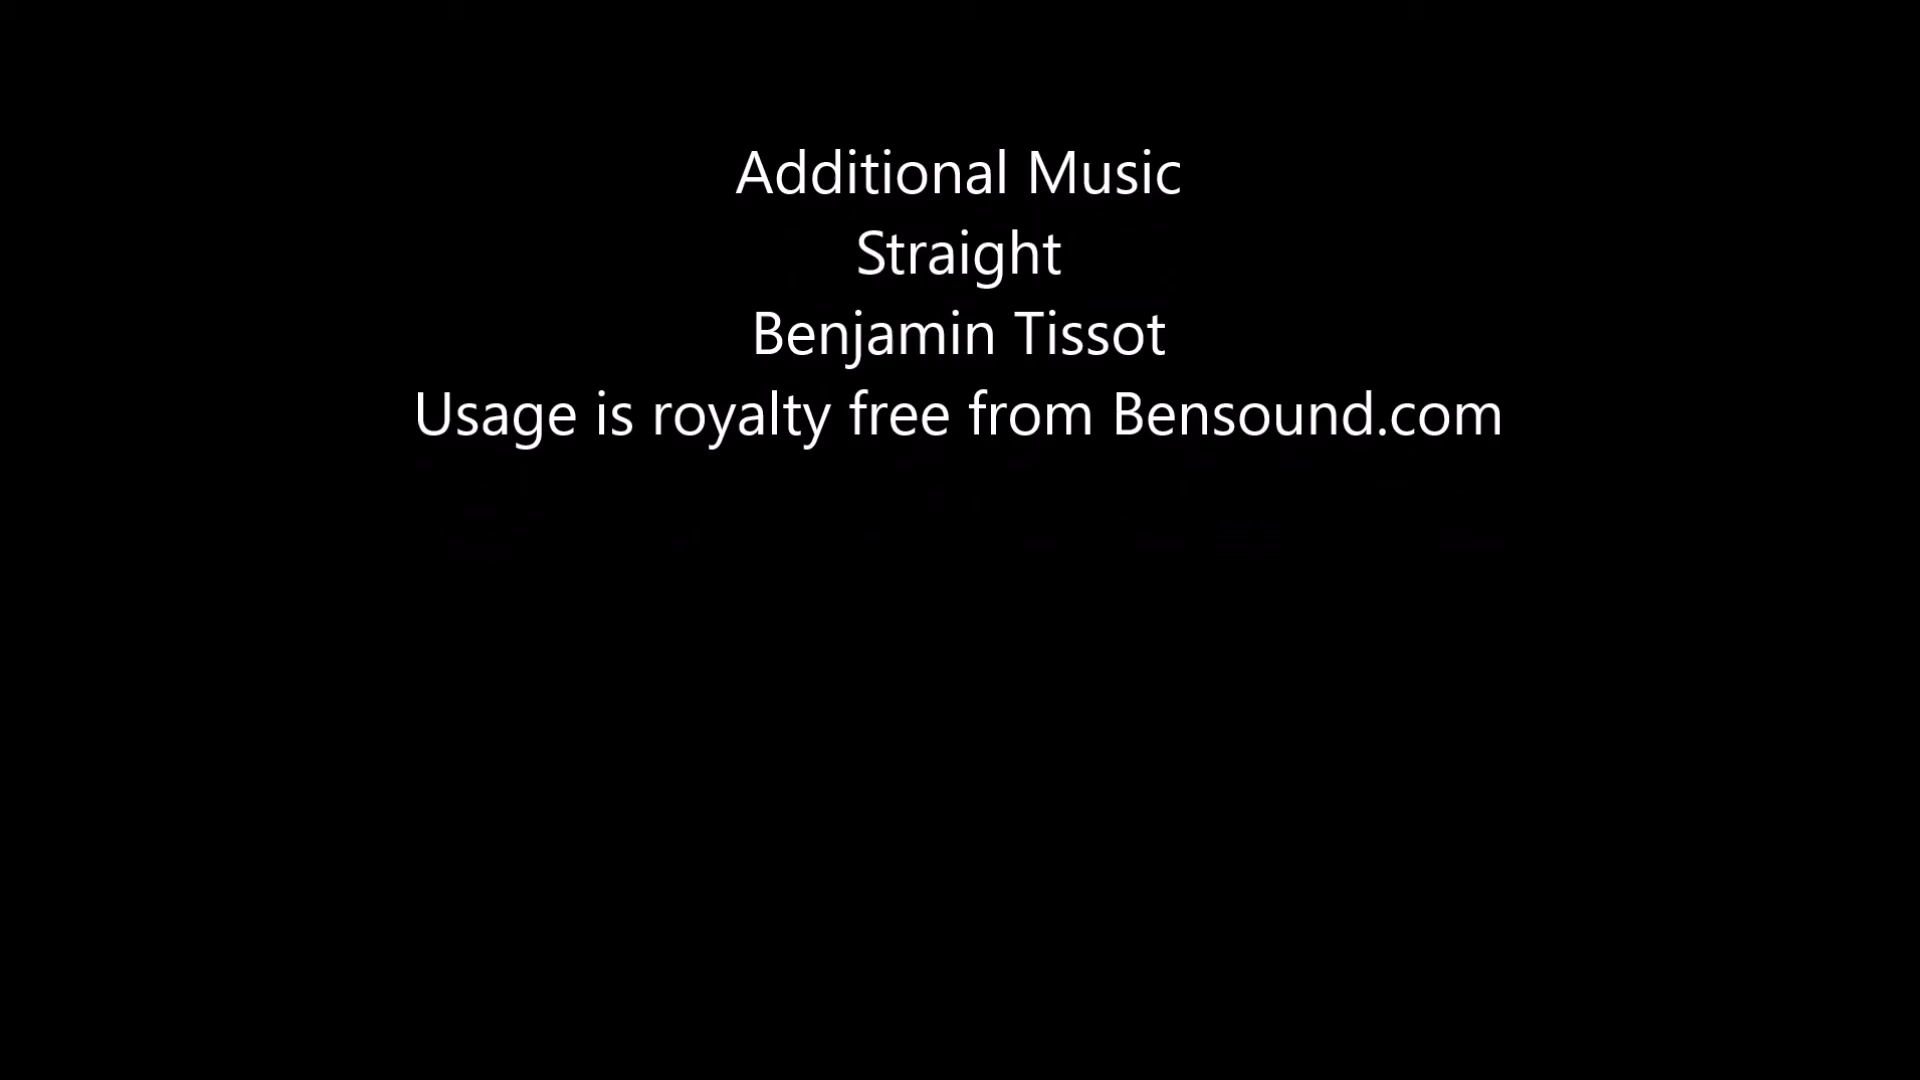 Additional Music
Straight
Benjamin Tissot
Usage is royalty free from Bensound.com